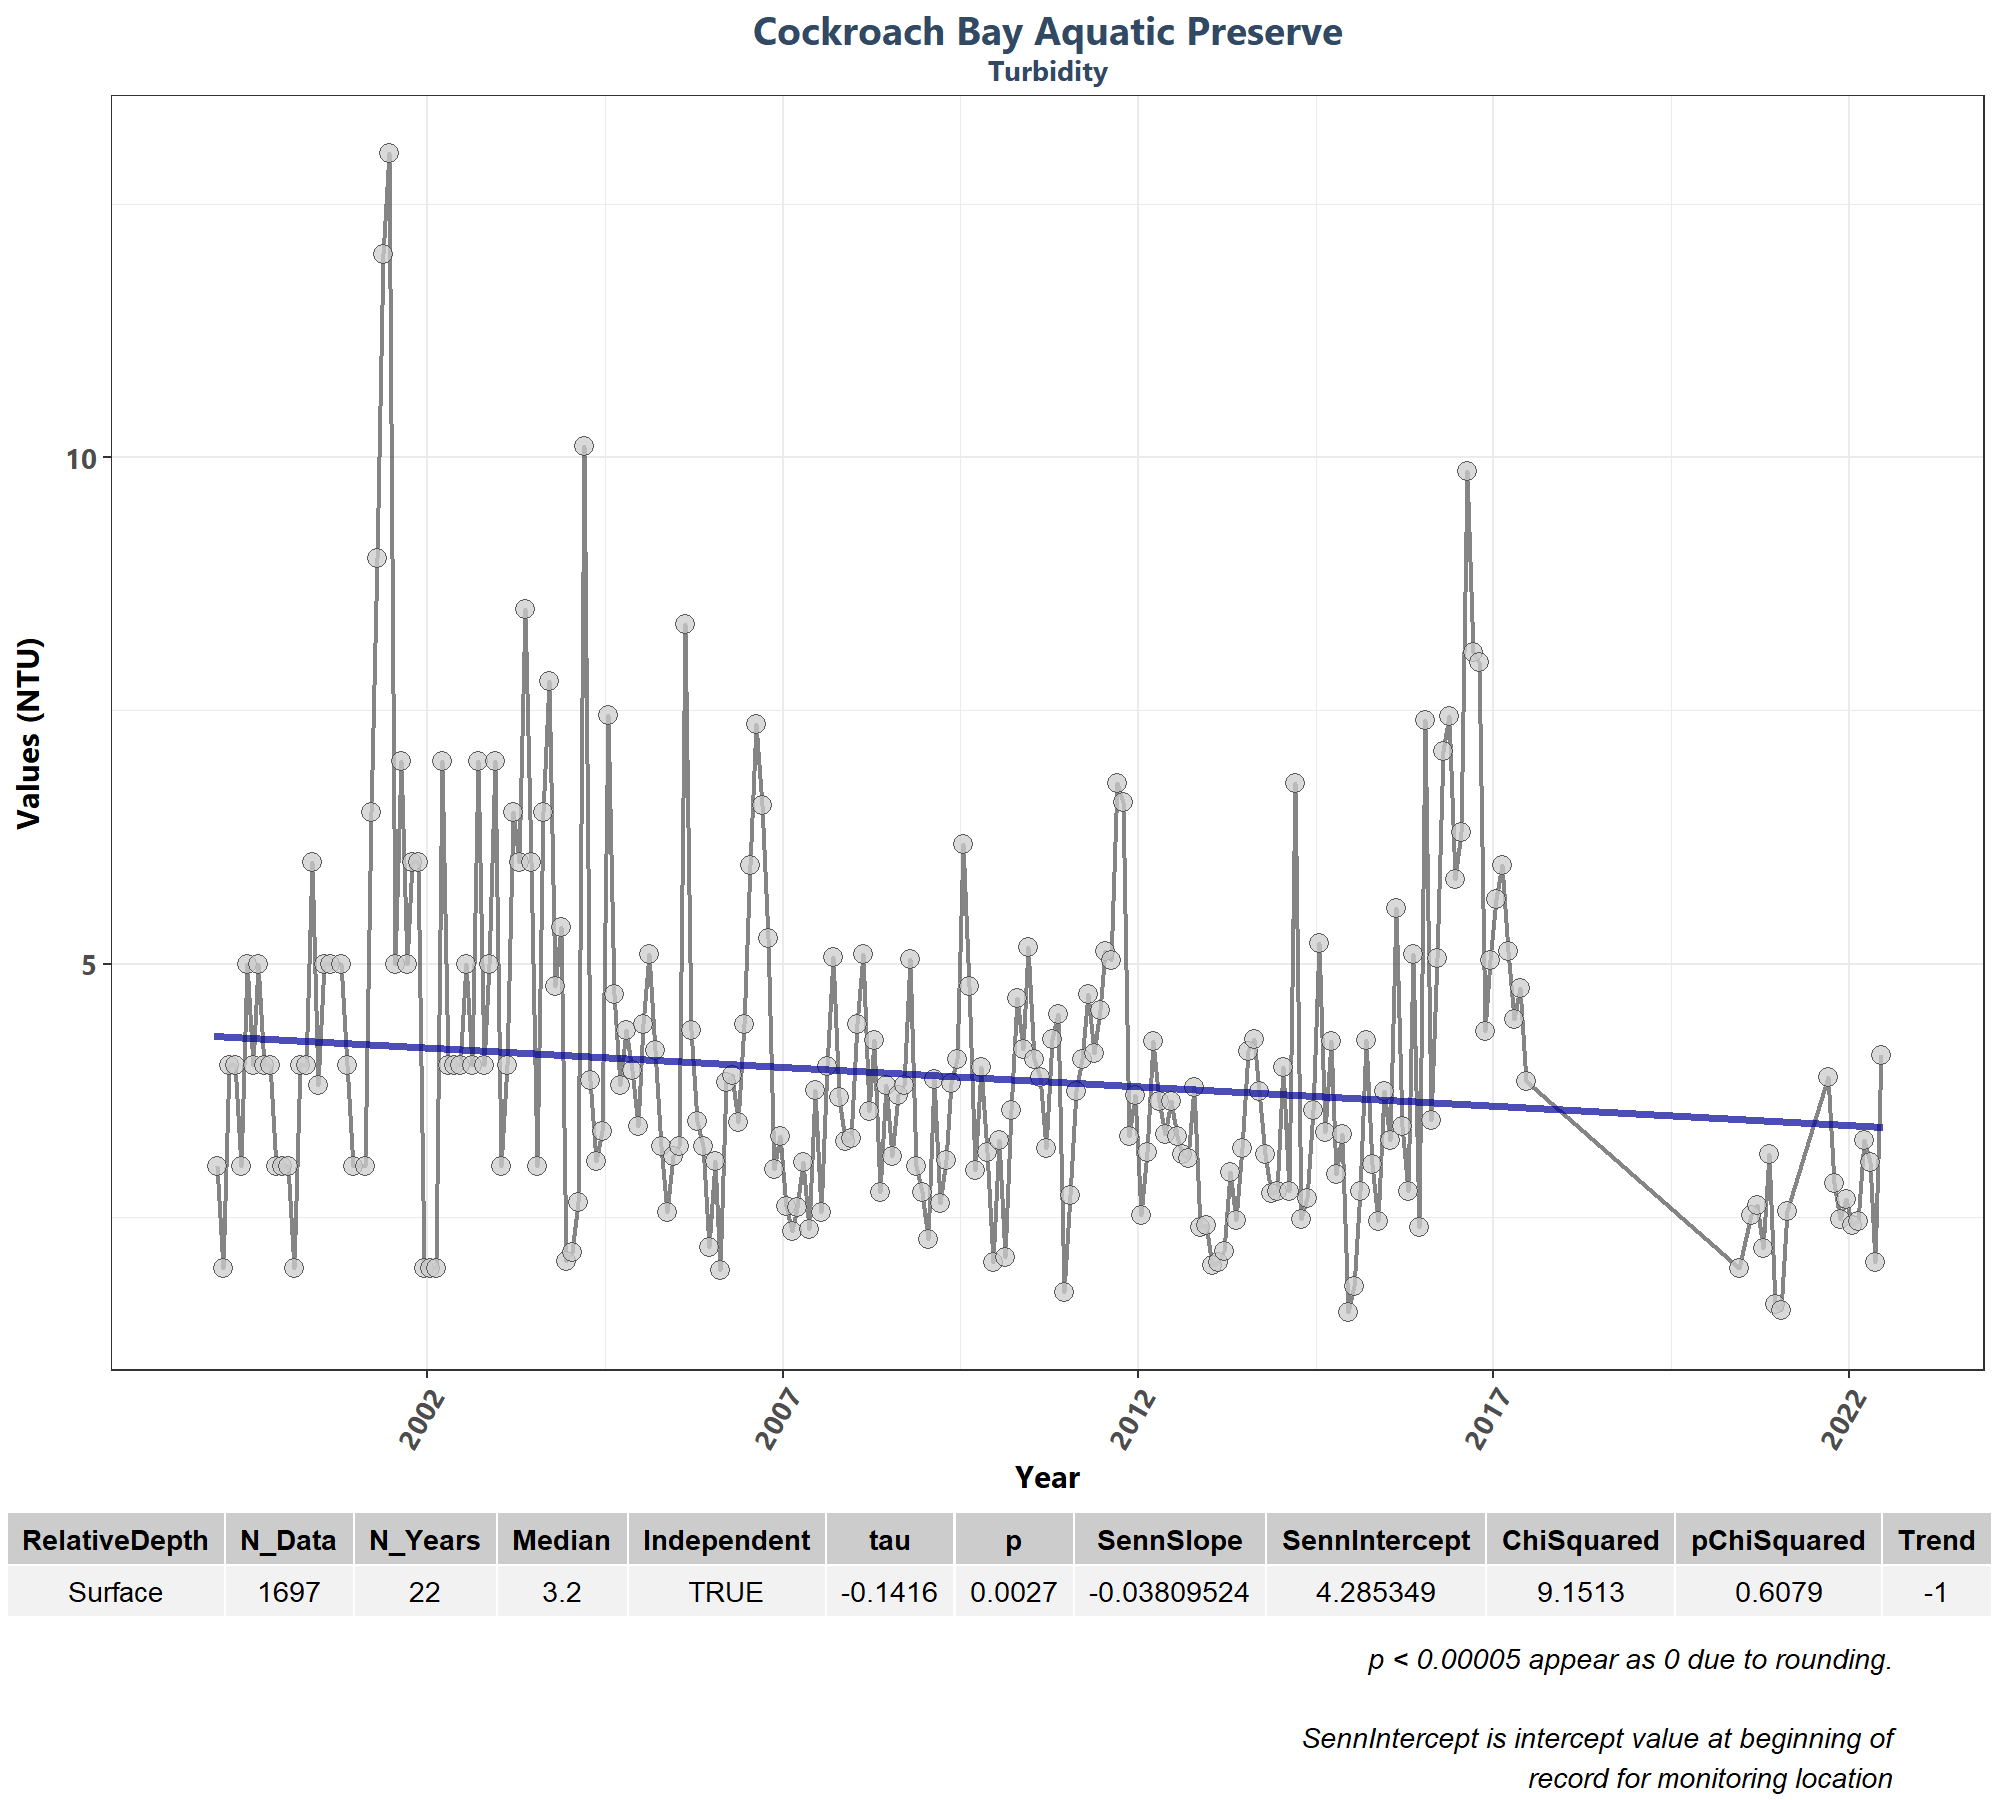 Cockroach Bay Aquatic Preserve
Turbidity
Values (NTU)
10
5
2002 2007 2012 2017 2022
Year
RelativeDepth N_Data N_Years Median Independent tau p SennSlope SennIntercept ChiSquared pChiSquared Trend
Surface 1697 22 3.2 TRUE -0.1416 0.0027 -0.03809524 4.285349 9.1513 0.6079 -1
p < 0.00005 appear as 0 due to rounding.
SennIntercept is intercept value at beginning of
record for monitoring location